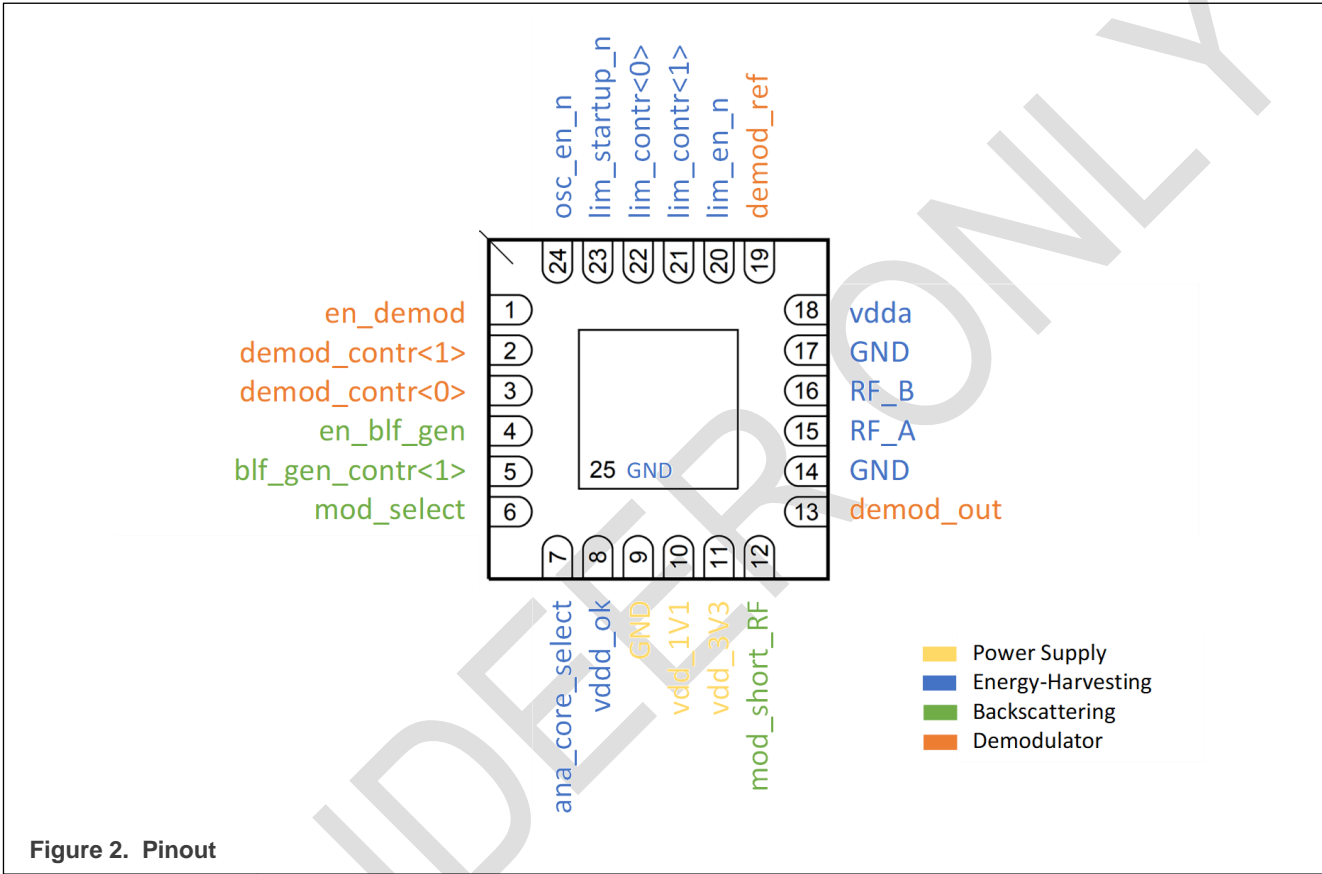 osc_en_n
lim_startup_n
lim_contr<0>
lim_contr<1>
lim_en_n
demod_ref
24 23 22 21 20 19
en_demod 1
demod_contr<1> 2
demod_contr<0> 3
en_blf_gen 4
blf_gen_contr<1> 5
mod_select 6
18 vdda
17 GND
16 RF_B
15 RF_A
14 GND
13 demod_out
25 GND
7 8 9 10 11 12
ana_core_select
vddd_ok
GND
vdd_1V1
vdd_3V3
mod_short_RF
Power Supply
Energy-Harvesting
Backscattering
Demodulator
Figure 2. Pinout
IDEER ONLY